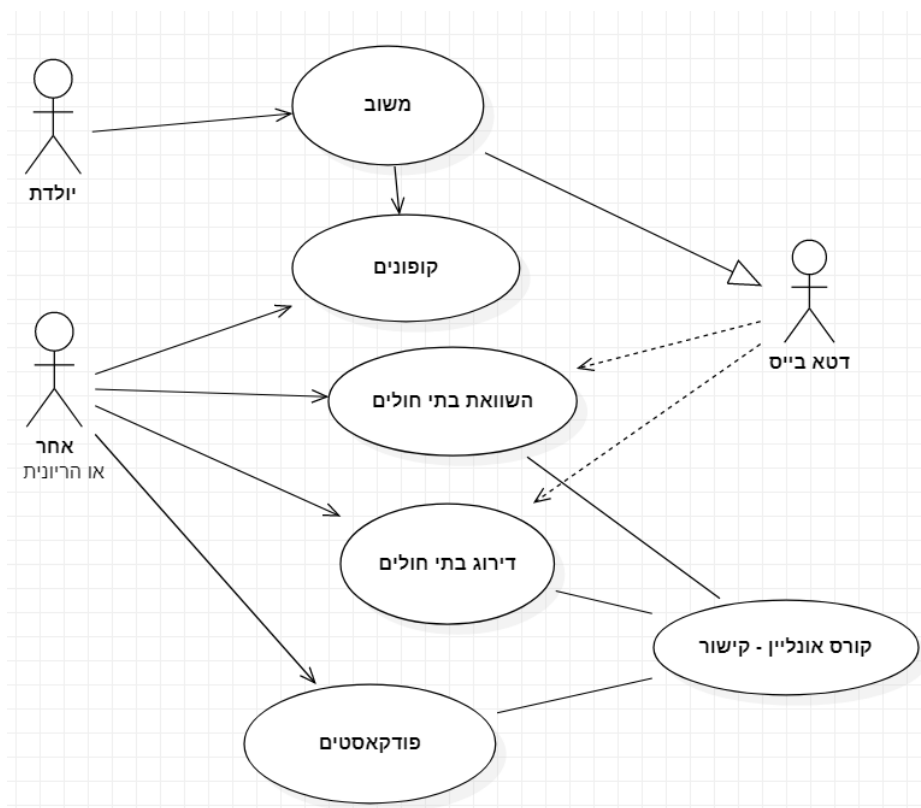 משוב
יולדת
קופונים
דטא בייס
השוואת בתי חולים
אחר
או הריונית
דירוג בתי חולים
קורס אונליין - קישור
פודקאסטים